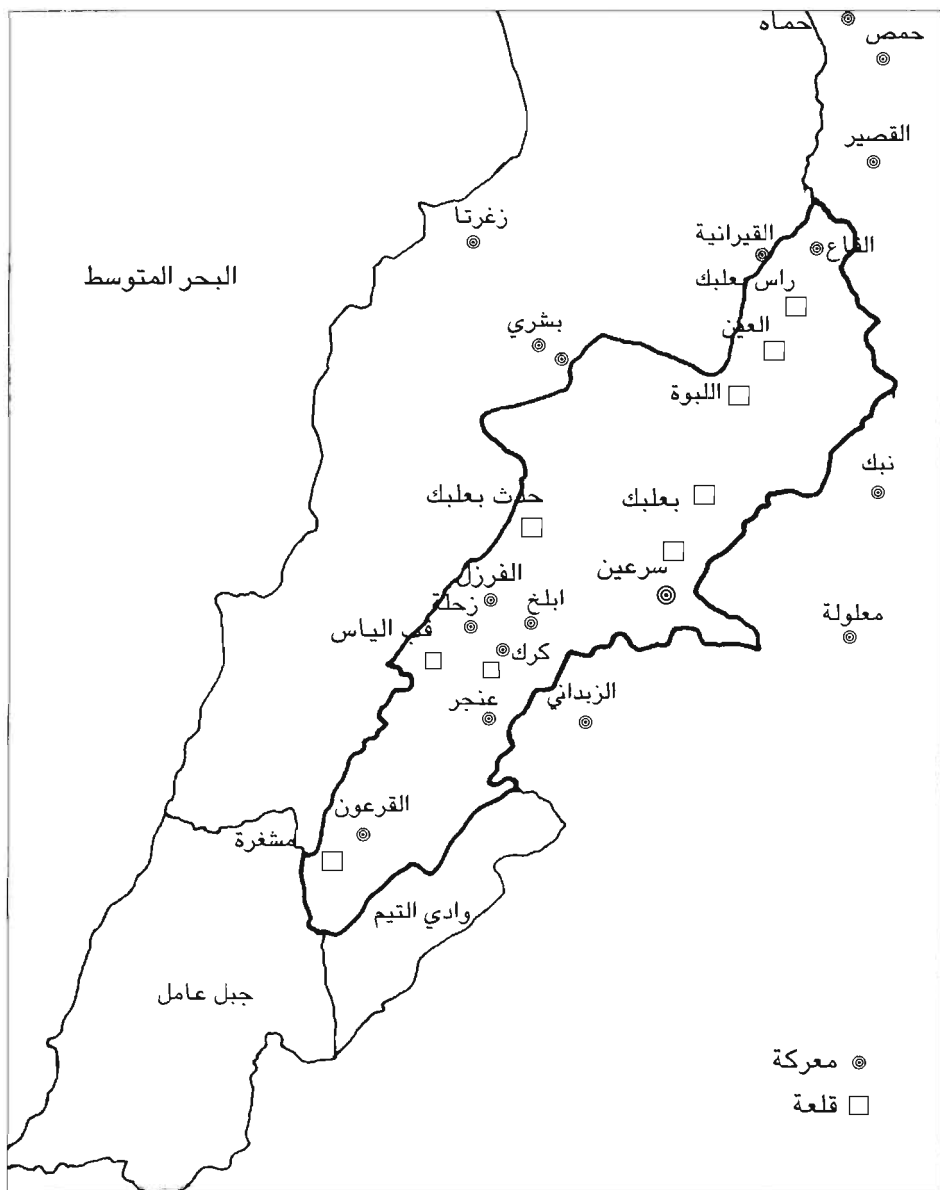 حماه
حمص
القصير
زغرتا
القيرانية
القاع
البحر المتوسط
راس بعلبك
بشري
العين
اللبوة
نبك
حدث بعلبك
بعلبك
سرعين
الفرزل
زحلة
ابلخ
معلولة
قب الياس
كرك
الزبداني
عنجر
القرعون
مشغرة
وادي التيم
جبل عامل
معركة
قلعة